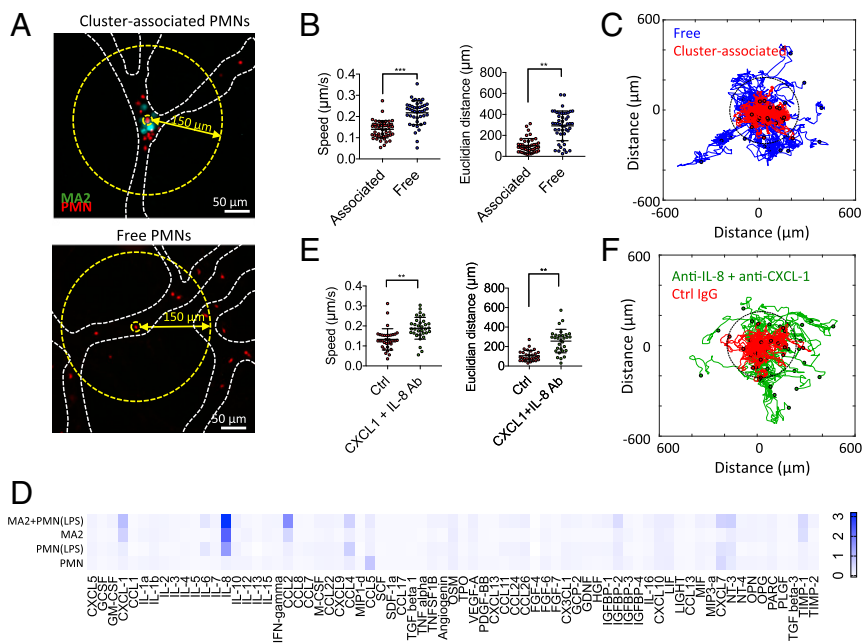 A
Cluster-associated PMNs
150 µm
MA2
PMN
50 µm
Free PMNs
150 µm
50 µm
B
Speed (µm/s)
0.4
0.3
0.2
0.1
0.0
***
Associated
Free
Euclidian distance (µm)
800
600
400
200
0
**
Associated
Free
C
Free
Cluster-associated
Distance (µm)
600
0
-600
-600
0
600
Distance (µm)
E
Speed (µm/s)
0.4
0.3
0.2
0.1
0.0
**
Ctrl
CXCL1 + IL-8 Ab
Euclidian distance (µm)
800
600
400
200
0
**
Ctrl
CXCL1+IL-8 Ab
F
Anti-IL-8 + anti-CXCL-1
Ctrl IgG
Distance (µm)
600
0
-600
600
0
600
Distance (µm)
D
MA2+PMN(LPS)
MA2
PMN(LPS)
PMN
3
2
1
0
CXCL5
GCSF
GM-CSF
CXCL-1
CCL1
IL-1a
IL-1b
IL-2
IL-3
IL-4
IL-5
IL-6
IL-7
IL-8
IL-10
IL-12
IL-13
IL-15
IFN-gamma
CCL2
CCL8
CCL7
M-CSF
CCL22
CXCL9
CCL4
MIP1-d
CCL5
SCF
SDF-1a
CCL17
TGF beta 1
TNF alpha
TNFSF1B
Angiogenin
OSM
TPO
VEGF-A
PDGF-BB
CXCL13
CCL11
CCL24
CCL26
FGF-4
FGF-6
FGF-7
CX3CL1
GCP-2
GDNF
HGF
IGFBP-1
IGFBP-2
IGFBP-3
IGFBP-4
IL-16
CXCL10
LIF
LIGHT
CCL13
MIF
MIP3-a
CXCL7
NT-3
NT-4
OPN
OPG
PARC
PLGF
TGF beta-3
TIMP-1
TIMP-2